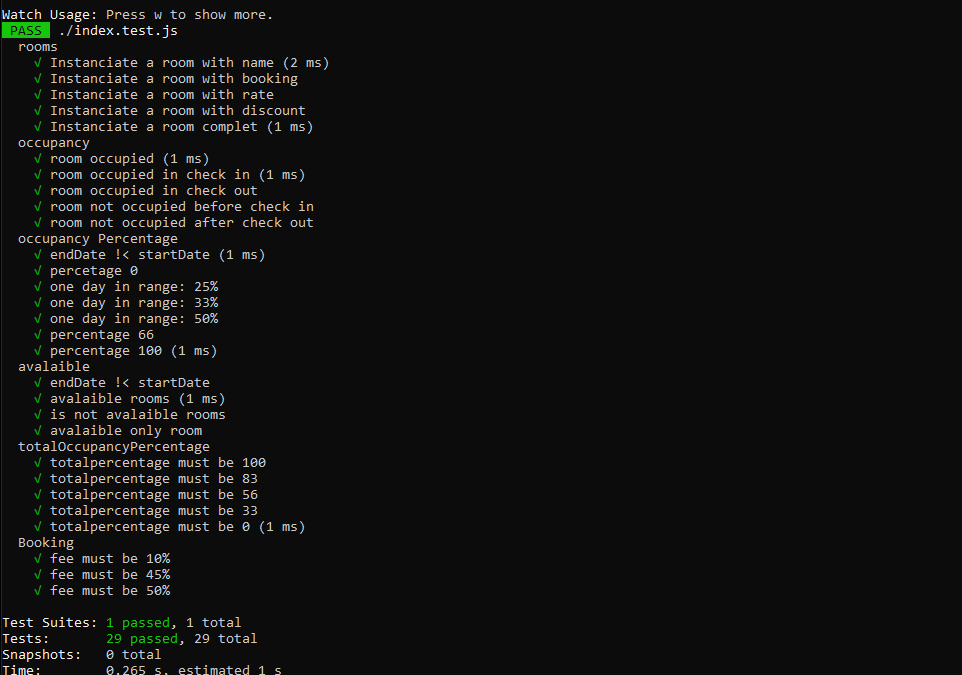 Watch Usage: Press w to show more.
PASS ./index.test.js
rooms
√ Instanciate a room with name (2 ms)
√ Instanciate a room with booking
√ Instanciate a room with rate
√ Instanciate a room with discount
√ Instanciate a room complet (1 ms)
occupancy
√ room occupied (1 ms)
√ room occupied in check in (1 ms)
√ room occupied in check out
√ room not occupied before check in
√ room not occupied after check out
occupancy Percentage
√ endDate !< startDate (1 ms)
√ percetage 0
√ one day in range: 25%
√ one day in range: 33%
√ one day in range: 50%
√ percentage 66
√ percentage 100 (1 ms)
avalaible
√ endDate !< startDate
√ avalaible rooms (1 ms)
√ is not avalaible rooms
√ avalaible only room
totalOccupancyPercentage
√ totalpercentage must be 100
√ totalpercentage must be 83
√ totalpercentage must be 56
√ totalpercentage must be 33
√ totalpercentage must be 0 (1 ms)
Booking
√ fee must be 10%
√ fee must be 45%
√ fee must be 50%
Test Suites: 1 passed, 1 total
Tests: 29 passed, 29 total
Snapshots: 0 total
Time: 0.265 s, estimated 1 s